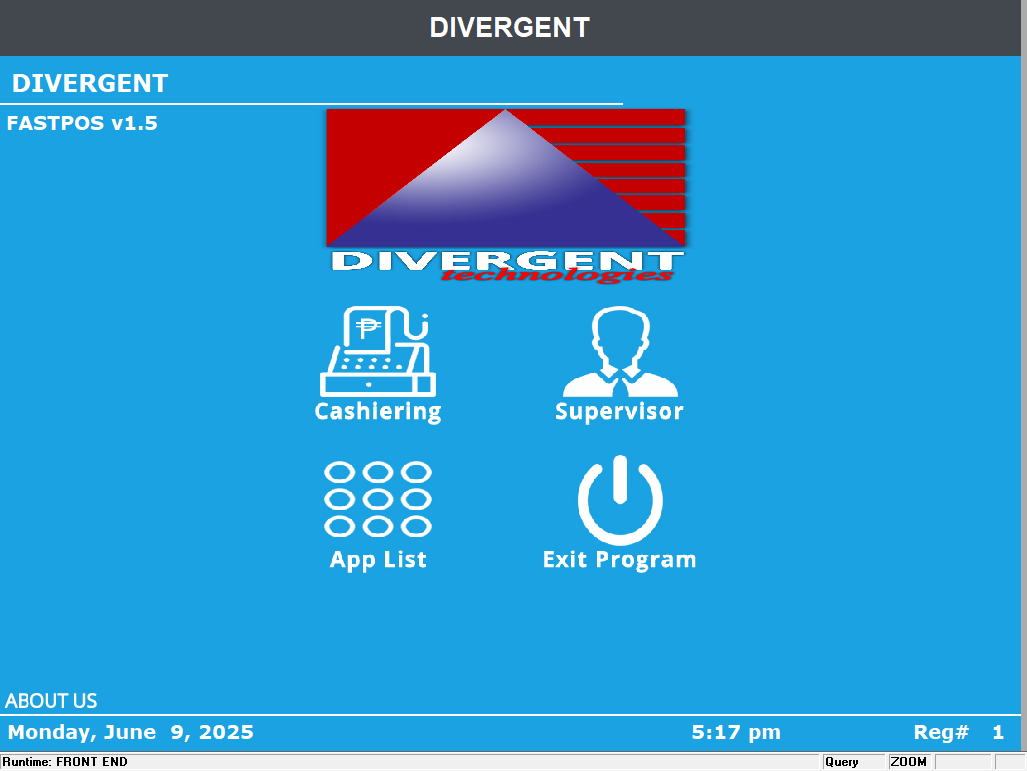 DIVERGENT
DIVERGENT
FASTPOS v1.5
DIVERGENT
technologies
₱
Cashiering
Supervisor
App List
Exit Program
ABOUT US
Monday, June 9, 2025
5:17 pm
Reg# 1
Runtime: FRONT END
Query
ZOOM